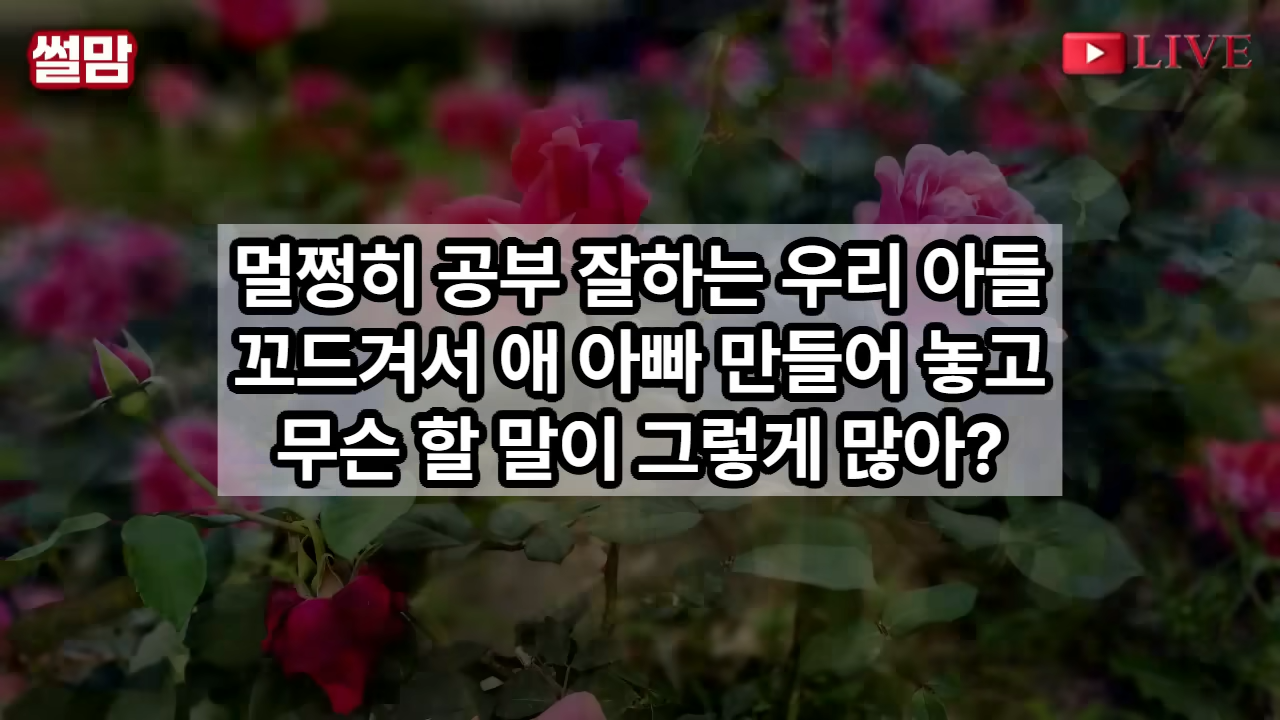 썰맘
LIVE
멀쩡히 공부 잘하는 우리 아들
꼬드겨서 애 아빠 만들어 놓고
무슨 할 말이 그렇게 많아?